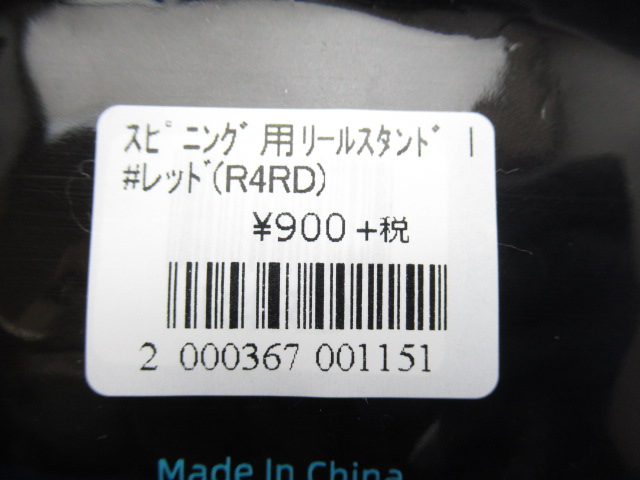 ｽﾋﾟﾆﾝｸﾞ用ﾘｰﾙｽﾀﾝﾄﾞ I
#ﾚｯﾄﾞ(R4RD)
¥900+税
2 000367 001151
Made In China